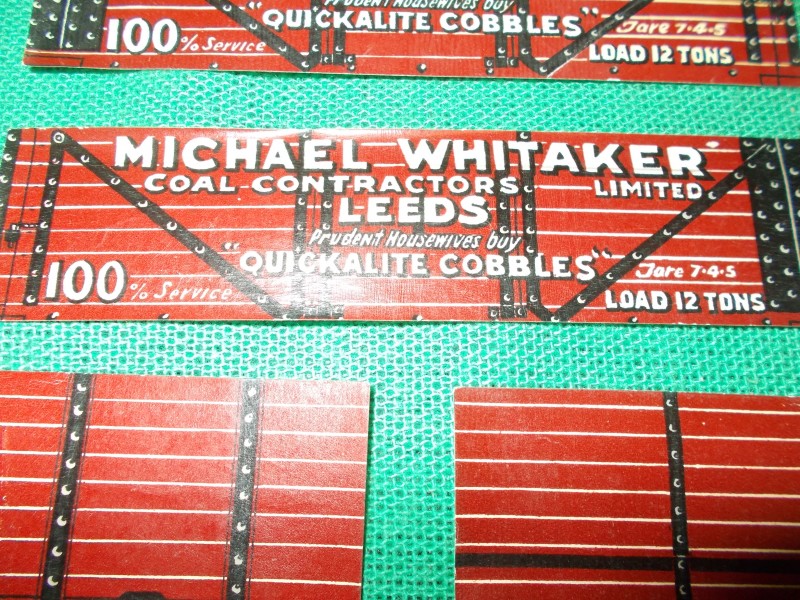 Prudent Housewives buy
"QUICKALITE COBBLES"
100% Service
Tare 7·4·5
LOAD 12 TONS
MICHAEL WHITAKER
COAL CONTRACTORS LIMITED
LEEDS
Prudent Housewives buy
"QUICKALITE COBBLES"
100% Service
Tare 7·4·5
LOAD 12 TONS